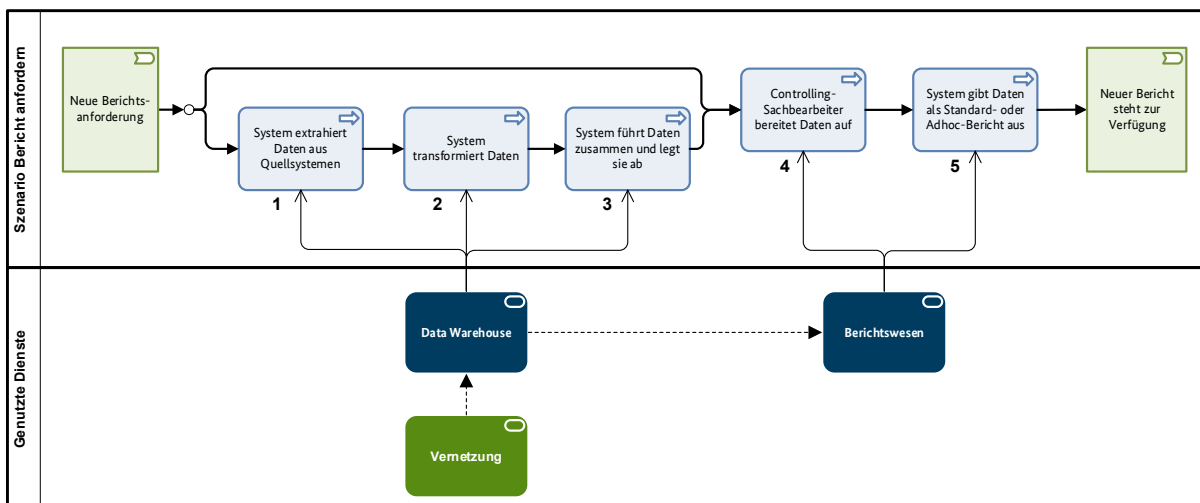 Szenario Bericht anfordern
Neue Berichts-
anforderung
System extrahiert
Daten aus
Quellsystemen
1
System
transformiert Daten
2
System führt Daten
zusammen und legt
sie ab
3
Controlling-
Sachbearbeiter
bereitet Daten auf
4
System gibt Daten
als Standard- oder
Adhoc-Bericht aus
5
Neuer Bericht
steht zur
Verfügung
Genutzte Dienste
Data Warehouse
Berichtswesen
Vernetzung